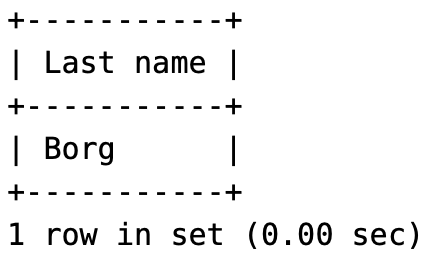 +-----------+
| Last name |
+-----------+
| Borg      |
+-----------+
1 row in set (0.00 sec)